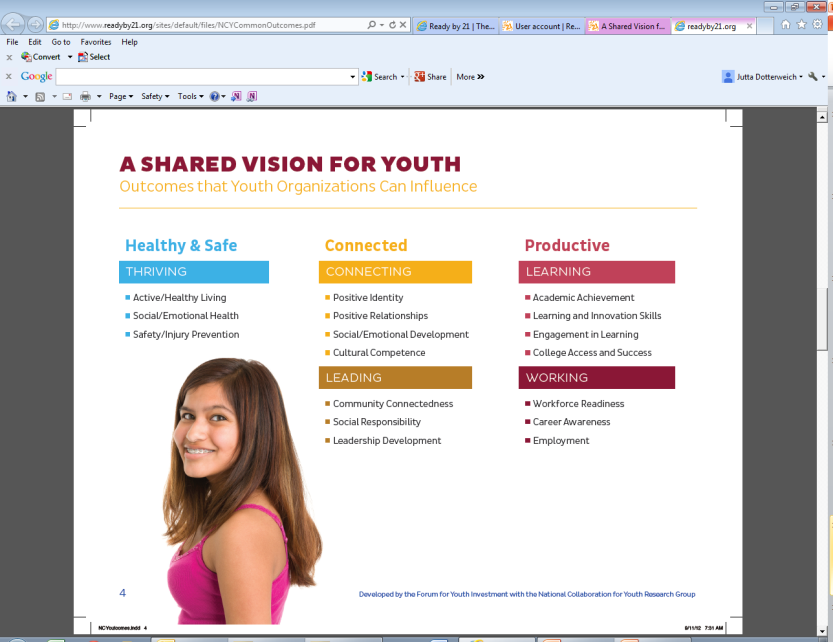 http://www.readyby21.org/sites/default/files/NCYCommonOutcomes.pdf
Ready by 21 | The...
User account | Re...
A Shared Vision f...
readyby21.org
File Edit Go to Favorites Help
x Convert Select
x Google Search Share More »
Jutta Dotterweich
Page Safety Tools
A SHARED VISION FOR YOUTH
Outcomes that Youth Organizations Can Influence
Healthy & Safe
THRIVING
Active/Healthy Living
Social/Emotional Health
Safety/Injury Prevention
Connected
CONNECTING
Positive Identity
Positive Relationships
Social/Emotional Development
Cultural Competence
LEADING
Community Connectedness
Social Responsibility
Leadership Development
Productive
LEARNING
Academic Achievement
Learning and Innovation Skills
Engagement in Learning
College Access and Success
WORKING
Workforce Readiness
Career Awareness
Employment
4
Developed by the Forum for Youth Investment with the National Collaboration for Youth Research Group
NCYoutcomes.indd 4
9/11/12 7:51 AM